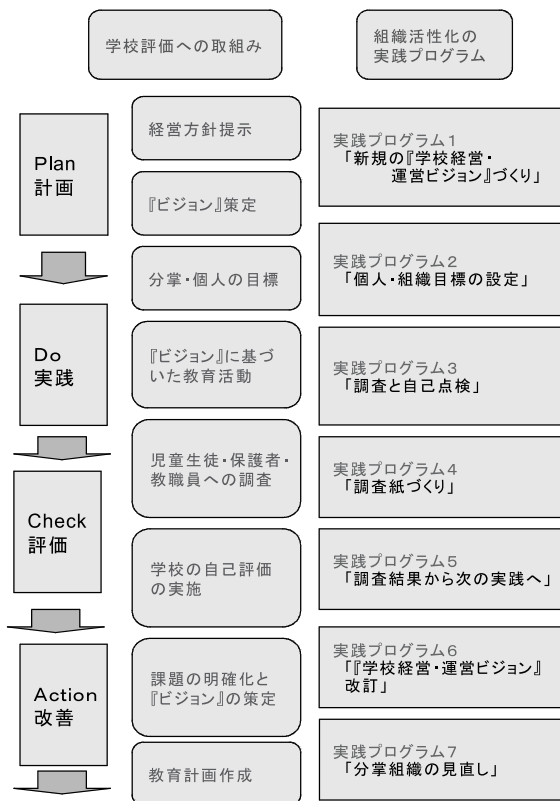 学校評価への取組み
組織活性化の
実践プログラム
Plan
計画
経営方針提示
『ビジョン』策定
分掌・個人の目標
実践プログラム1
「新規の『学校経営・
運営ビジョン』づくり」
実践プログラム2
「個人・組織目標の設定」
Do
実践
『ビジョン』に基づ
いた教育活動
実践プログラム3
「調査と自己点検」
Check
評価
児童生徒・保護者・
教職員への調査
学校の自己評価
の実施
実践プログラム4
「調査紙づくり」
実践プログラム5
「調査結果から次の実践へ」
Action
改善
課題の明確化と
『ビジョン』の策定
教育計画作成
実践プログラム6
「『学校経営・運営ビジョン』
改訂」
実践プログラム7
「分掌組織の見直し」